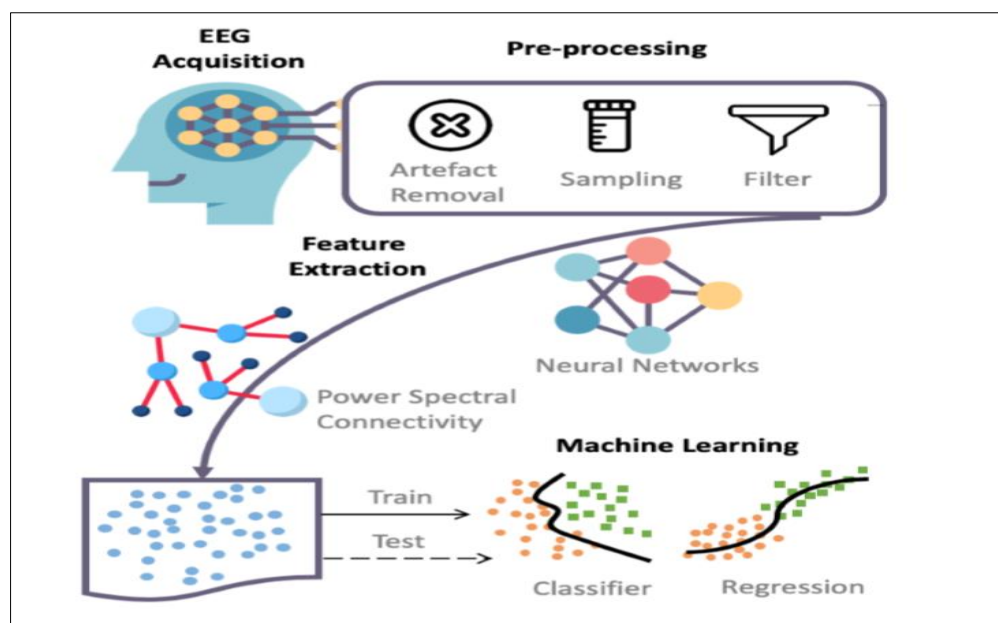 EEG
Acquisition
Pre-processing
Artefact
Removal
Sampling
Filter
Feature
Extraction
Neural Networks
Power Spectral
Connectivity
Machine Learning
Train
Test
Classifier
Regression